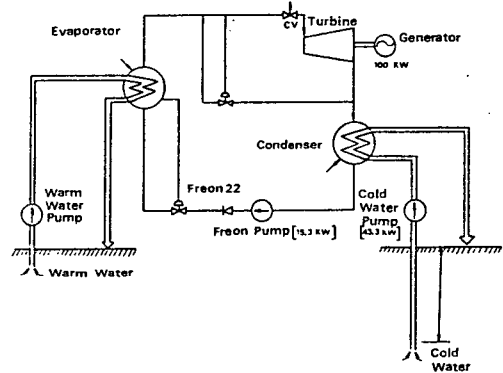 CV
Turbine
Evaporator
Generator
100 KW
Condenser
Freon 22
Warm
Water
Pump
Cold
Water
Pump
[43.3 KW]
Freon Pump [15.3 KW]
Warm Water
Cold
Water